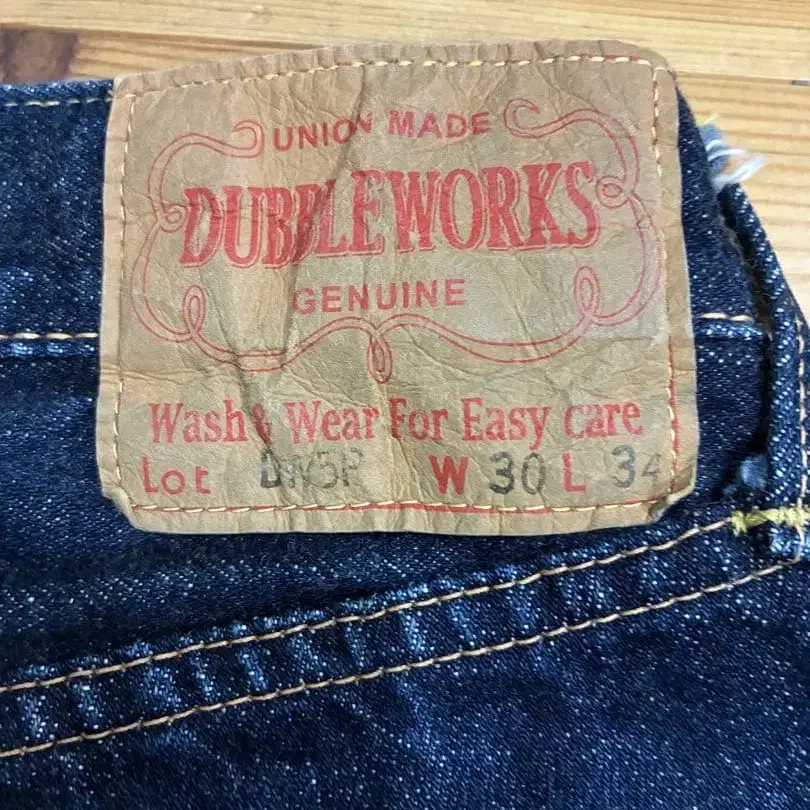 UNION MADE
DUBBLEWORKS
GENUINE
Wash & Wear For Easy care
Lot DW5P W 30 L 34